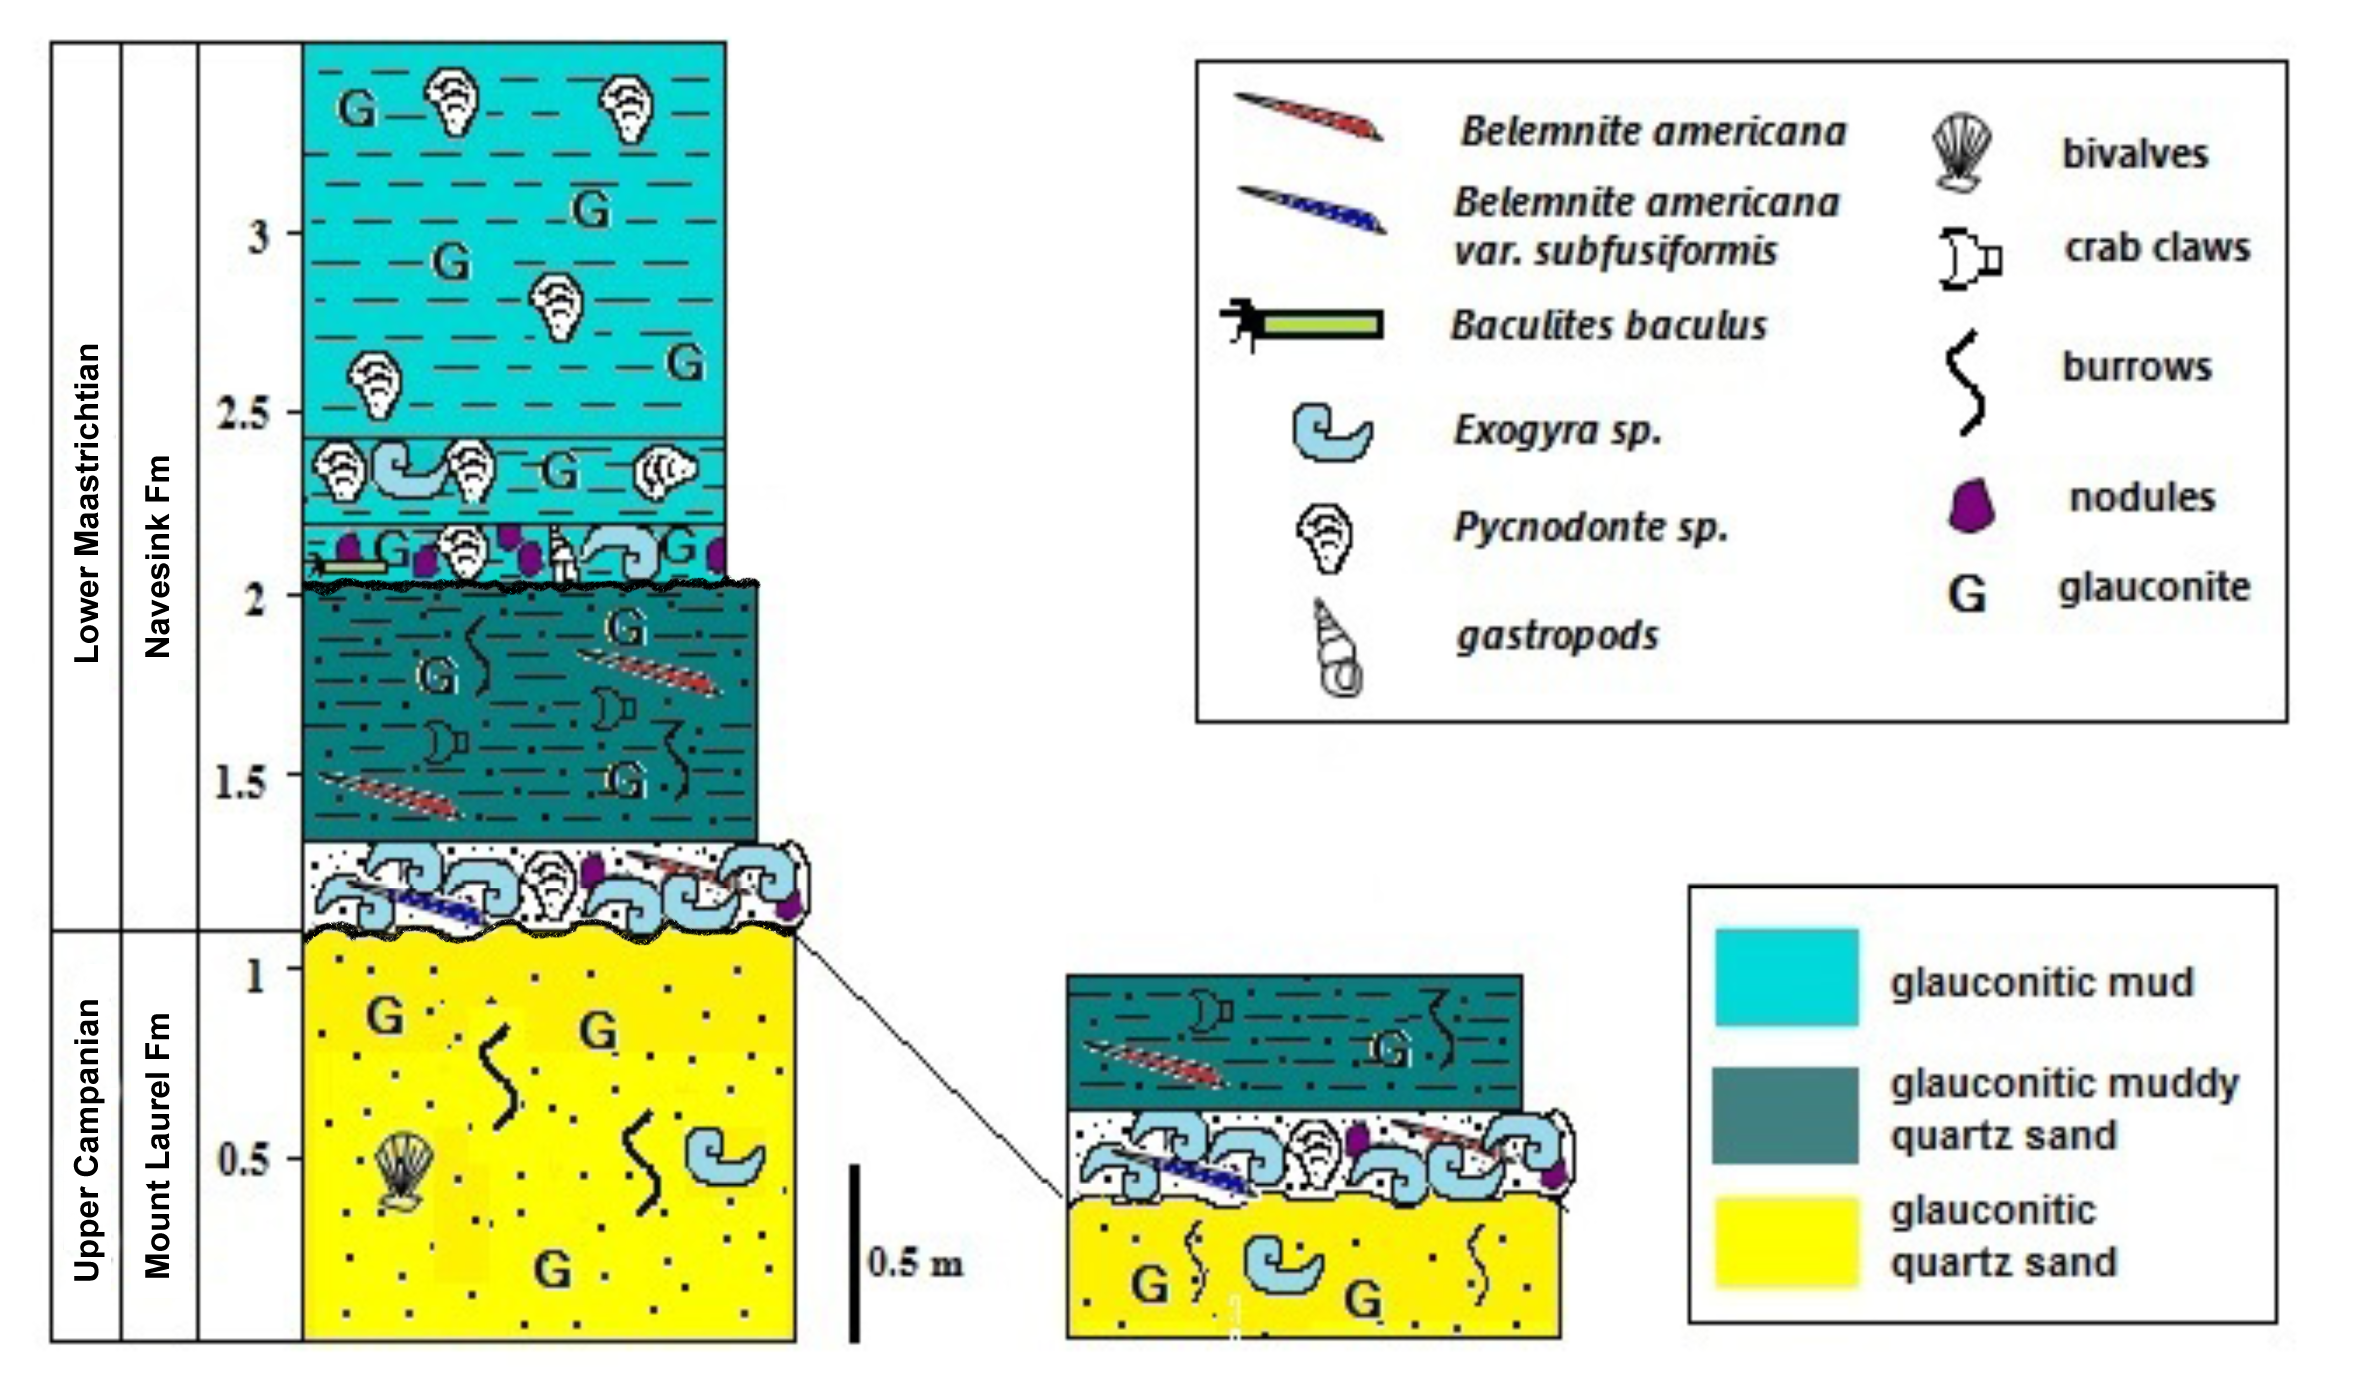 Lower Maastrichtian
Navesink Fm
Upper Campanian
Mount Laurel Fm
3
2.5
2
1.5
1
0.5
G
G
G
G
G
G
G
G
G
G
G
G
G
0.5 m
G
G
G
Belemnite americana
Belemnite americana
var. subfusiformis
Baculites baculus
Exogyra sp.
Pycnodonte sp.
gastropods
bivalves
crab claws
burrows
nodules
G glauconite
glauconitic mud
glauconitic muddy
quartz sand
glauconitic
quartz sand